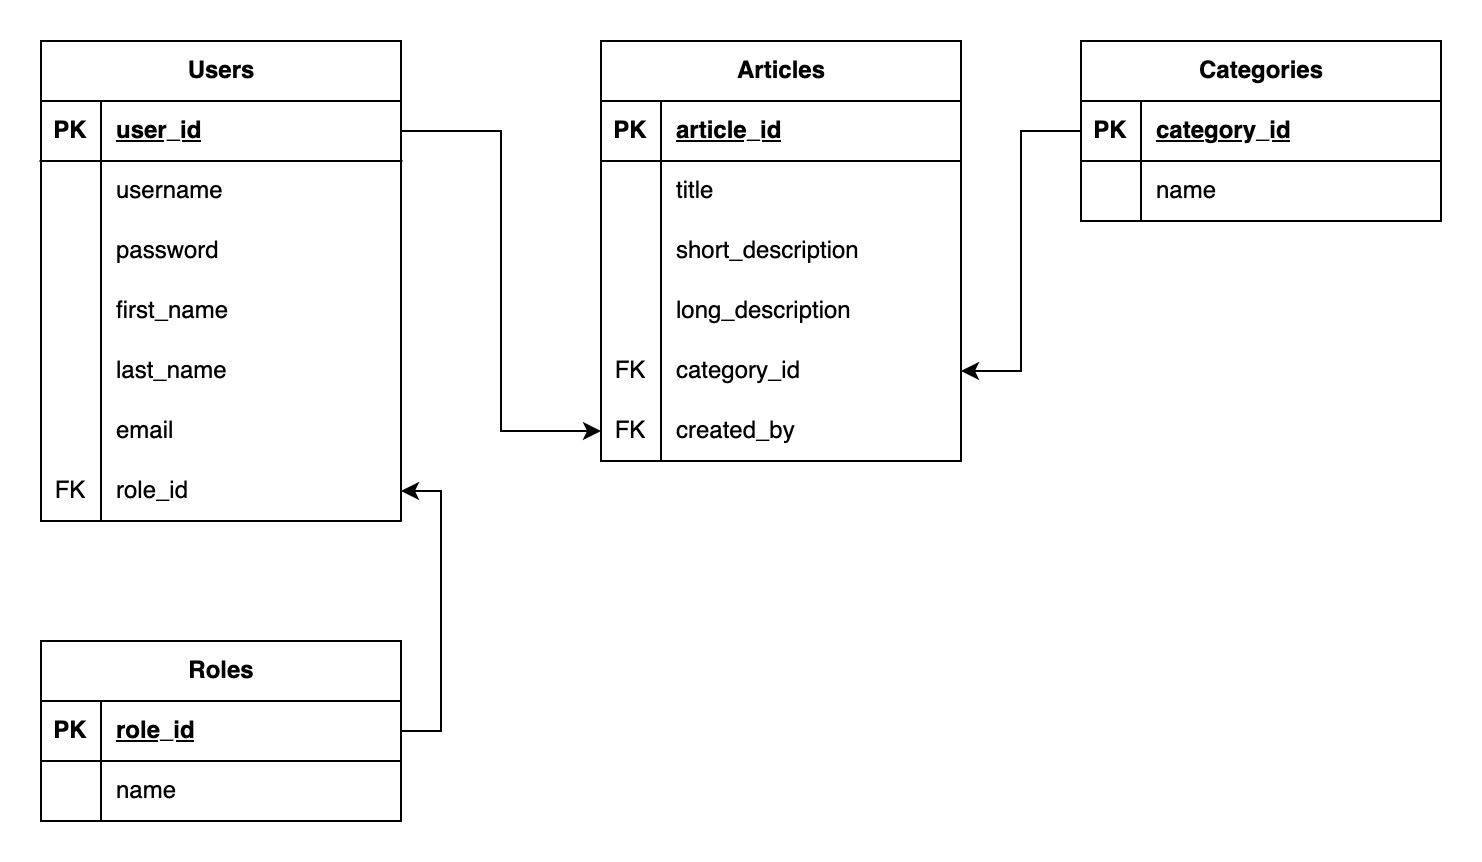 Users
PK user_id
username
password
first_name
last_name
email
FK role_id
Articles
PK article_id
title
short_description
long_description
FK category_id
FK created_by
Categories
PK category_id
name
Roles
PK role_id
name